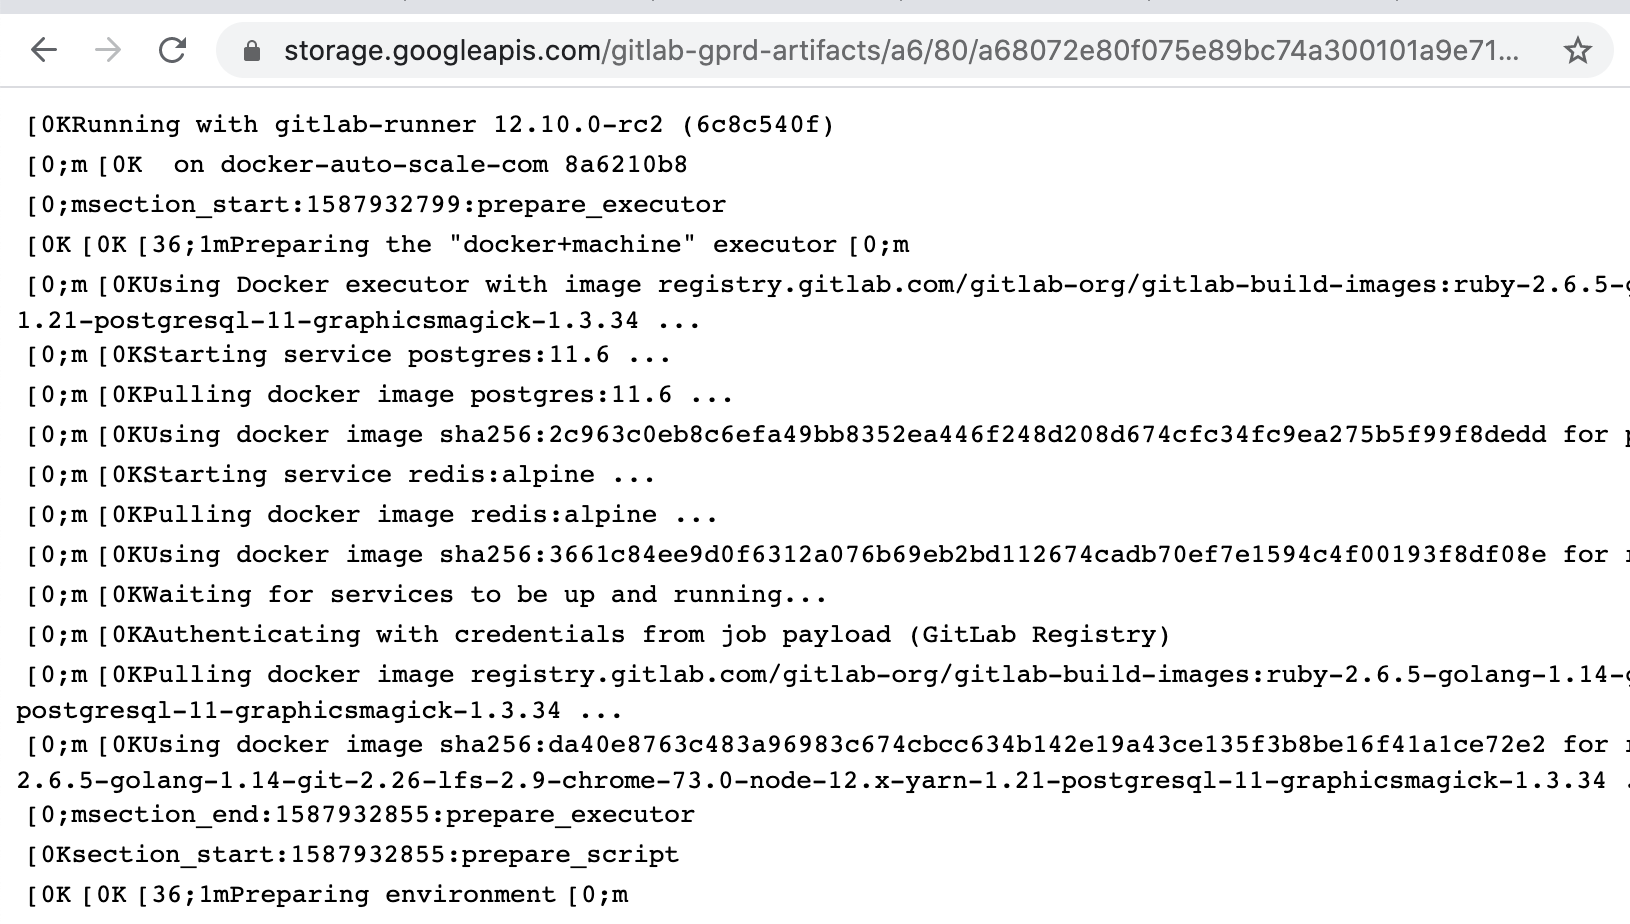 storage.googleapis.com/gitlab-gprd-artifacts/a6/80/a68072e80f075e89bc74a300101a9e71...
[0KRunning with gitlab-runner 12.10.0-rc2 (6c8c540f)
[0;m [0K  on docker-auto-scale-com 8a6210b8
[0;msection_start:1587932799:prepare_executor
[0K [0K [36;1mPreparing the "docker+machine" executor [0;m
[0;m [0KUsing Docker executor with image registry.gitlab.com/gitlab-org/gitlab-build-images:ruby-2.6.5-g
1.21-postgresql-11-graphicsmagick-1.3.34 ...
[0;m [0KStarting service postgres:11.6 ...
[0;m [0KPulling docker image postgres:11.6 ...
[0;m [0KUsing docker image sha256:2c963c0eb8c6efa49bb8352ea446f248d208d674cfc34fc9ea275b5f99f8dedd for p
[0;m [0KStarting service redis:alpine ...
[0;m [0KPulling docker image redis:alpine ...
[0;m [0KUsing docker image sha256:3661c84ee9d0f6312a076b69eb2bd112674cadb70ef7e1594c4f00193f8df08e for r
[0;m [0KWaiting for services to be up and running...
[0;m [0KAuthenticating with credentials from job payload (GitLab Registry)
[0;m [0KPulling docker image registry.gitlab.com/gitlab-org/gitlab-build-images:ruby-2.6.5-golang-1.14-g
postgresql-11-graphicsmagick-1.3.34 ...
[0;m [0KUsing docker image sha256:da40e8763c483a96983c674cbcc634b142e19a43ce135f3b8be16f41a1ce72e2 for r
2.6.5-golang-1.14-git-2.26-lfs-2.9-chrome-73.0-node-12.x-yarn-1.21-postgresql-11-graphicsmagick-1.3.34 .
[0;msection_end:1587932855:prepare_executor
[0Ksection_start:1587932855:prepare_script
[0K [0K [36;1mPreparing environment [0;m